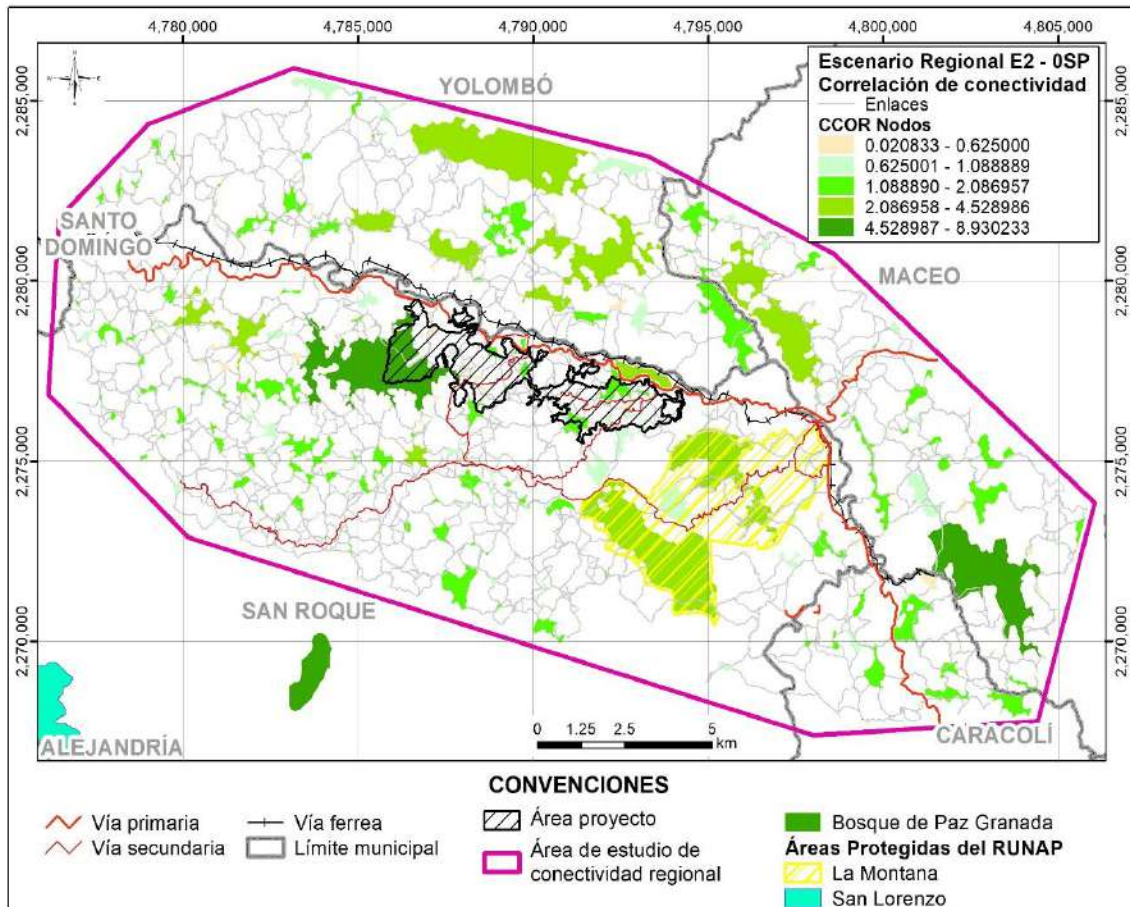 4,780,000 4,785,000 4,790,000 4,795,000 4,800,000 4,805,000
N
W E
S
YOLOMBÓ
Escenario Regional E2 - 0SP
Correlación de conectividad
Enlaces
CCOR Nodos
0.020833 - 0.625000
0.625001 - 1.088889
1.088890 - 2.086957
2.086958 - 4.528986
4.528987 - 8.930233
2,285,000 2,285,000
SANTO
DOMINGO
MACEO
2,280,000 2,280,000
2,275,000 2,275,000
SAN ROQUE
2,270,000 2,270,000
ALEJANDRÍA
0 1.25 2.5 5
km
CARACOLÍ
CONVENCIONES
Vía primaria
Vía secundaria
Vía ferrea
Límite municipal
Área proyecto
Área de estudio de
conectividad regional
Bosque de Paz Granada
Áreas Protegidas del RUNAP
La Montana
San Lorenzo